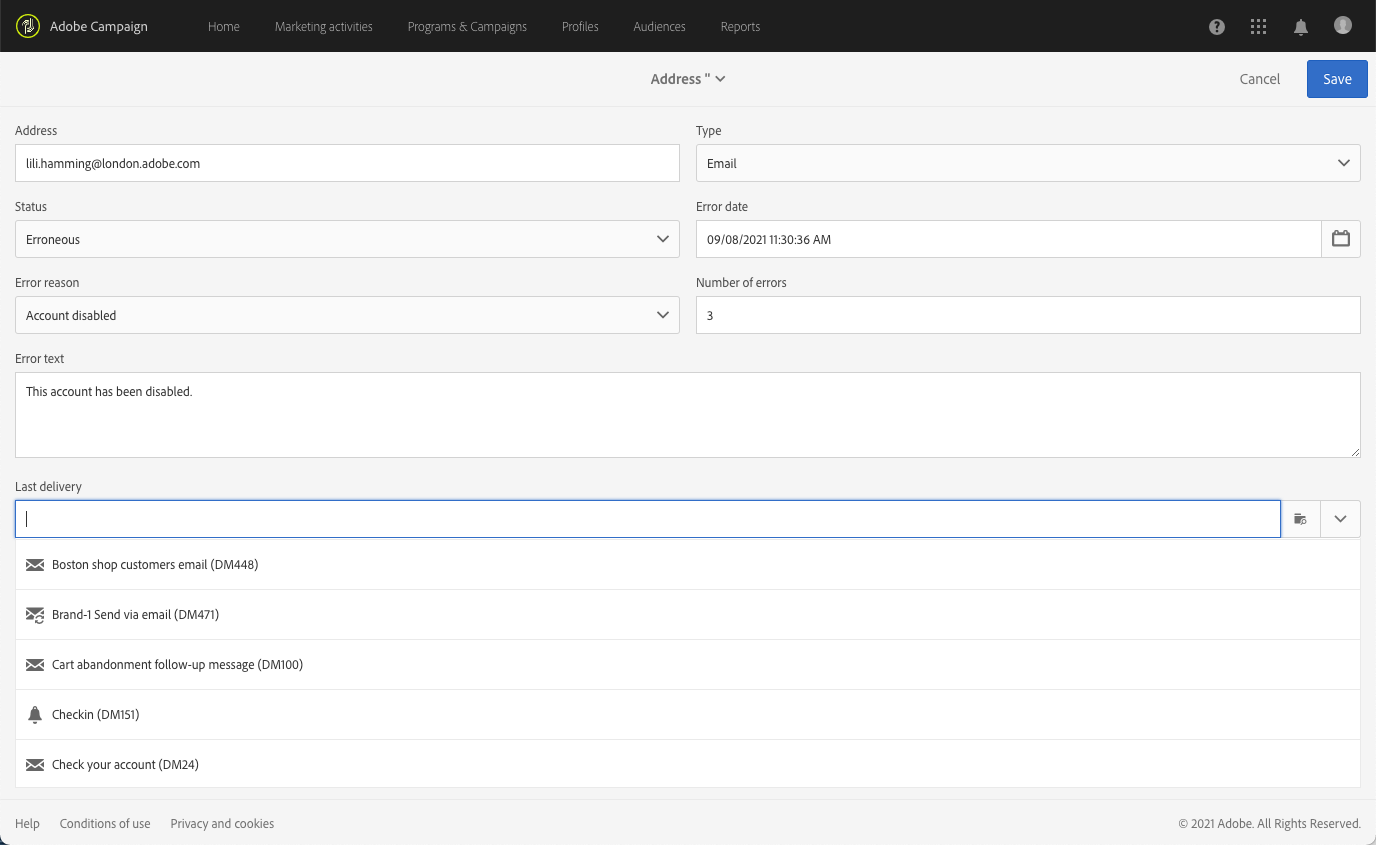 Adobe Campaign Home Marketing activities Programs & Campaigns Profiles Audiences Reports
Address " Cancel Save
Address Type
lili.hamming@london.adobe.com Email
Status Error date
Erroneous 09/08/2021 11:30:36 AM
Error reason Number of errors
Account disabled 3
Error text
This account has been disabled.
Last delivery
Boston shop customers email (DM448)
Brand-1 Send via email (DM471)
Cart abandonment follow-up message (DM100)
Checkin (DM151)
Check your account (DM24)
Help Conditions of use Privacy and cookies © 2021 Adobe. All Rights Reserved.